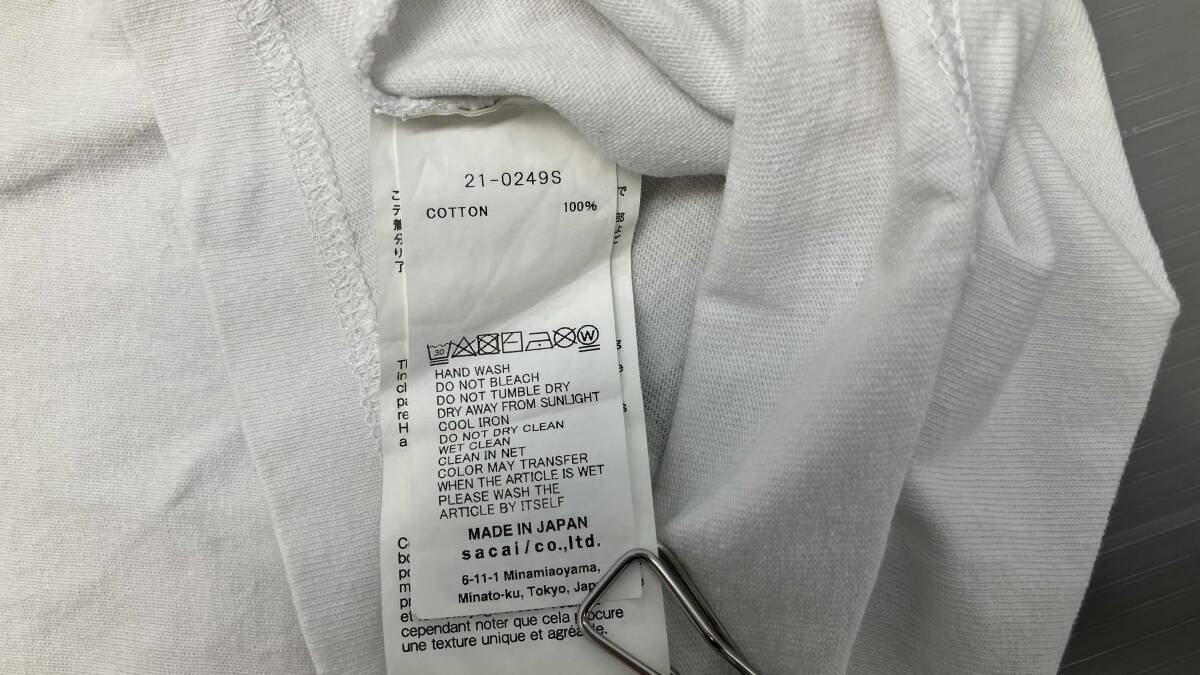 21-0249S
COTTON 100%
30
W
HAND WASH
DO NOT BLEACH
DO NOT TUMBLE DRY
DRY AWAY FROM SUNLIGHT
COOL IRON
DO NOT DRY CLEAN
WET CLEAN
CLEAN IN NET
COLOR MAY TRANSFER
WHEN THE ARTICLE IS WET
PLEASE WASH THE
ARTICLE BY ITSELF
MADE IN JAPAN
sacai/co.,ltd.
6-11-1 Minamiaoyama,
Minato-ku, Tokyo,
cependant noter que cela
une texture unique et